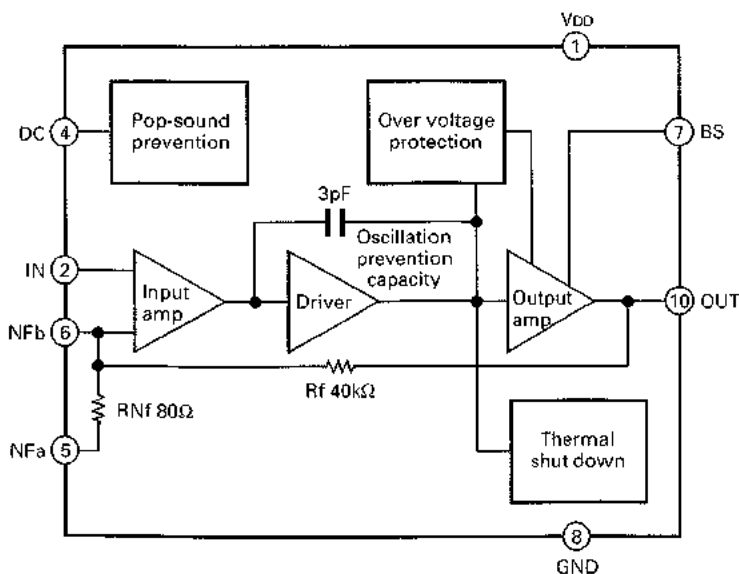 VDD
1
DC 4
Pop-sound
prevention
Over voltage
protection
7 BS
3pF
Oscillation
prevention
capacity
IN 2
Input
amp
Driver
Output
amp
10 OUT
NFb 6
Rf 40kΩ
RNf 80Ω
NFa 5
Thermal
shut down
8
GND